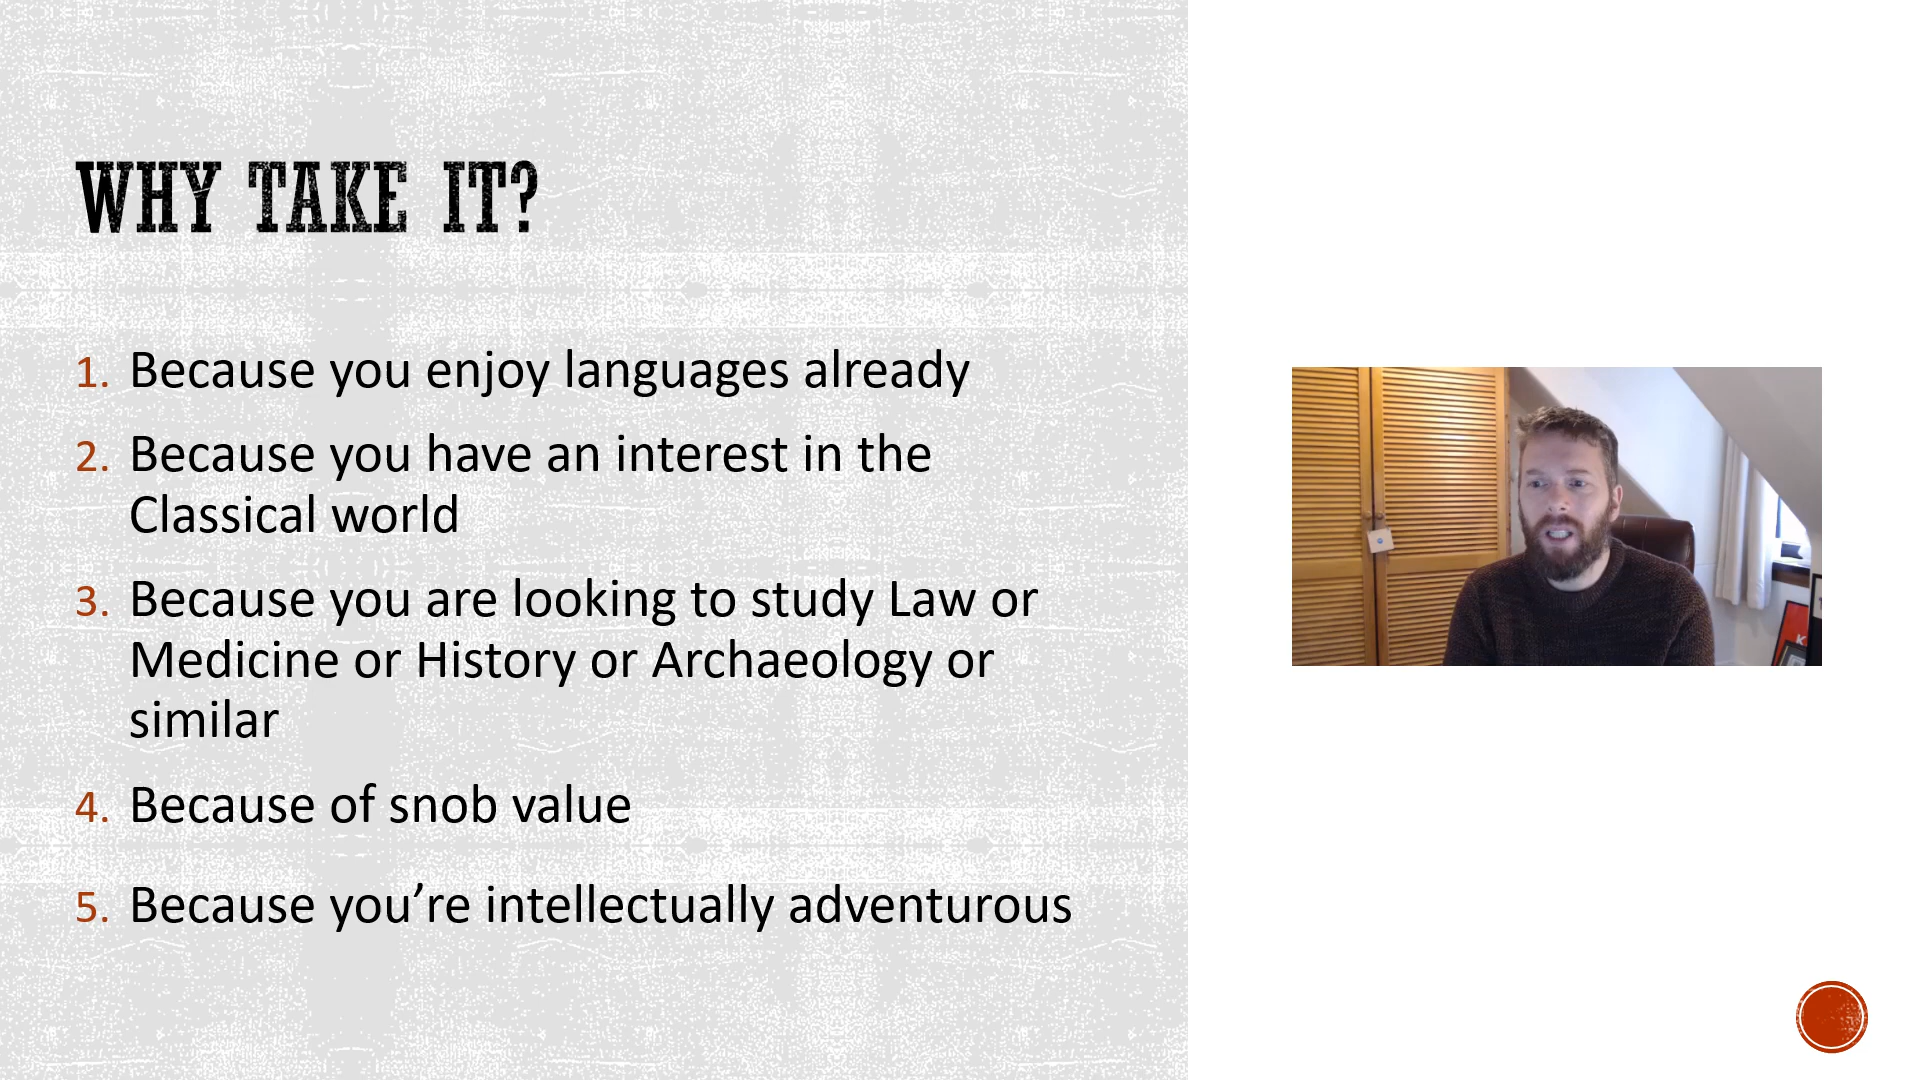 WHY TAKE IT?
1. Because you enjoy languages already
2. Because you have an interest in the
Classical world
3. Because you are looking to study Law or
Medicine or History or Archaeology or
similar
4. Because of snob value
5. Because you’re intellectually adventurous